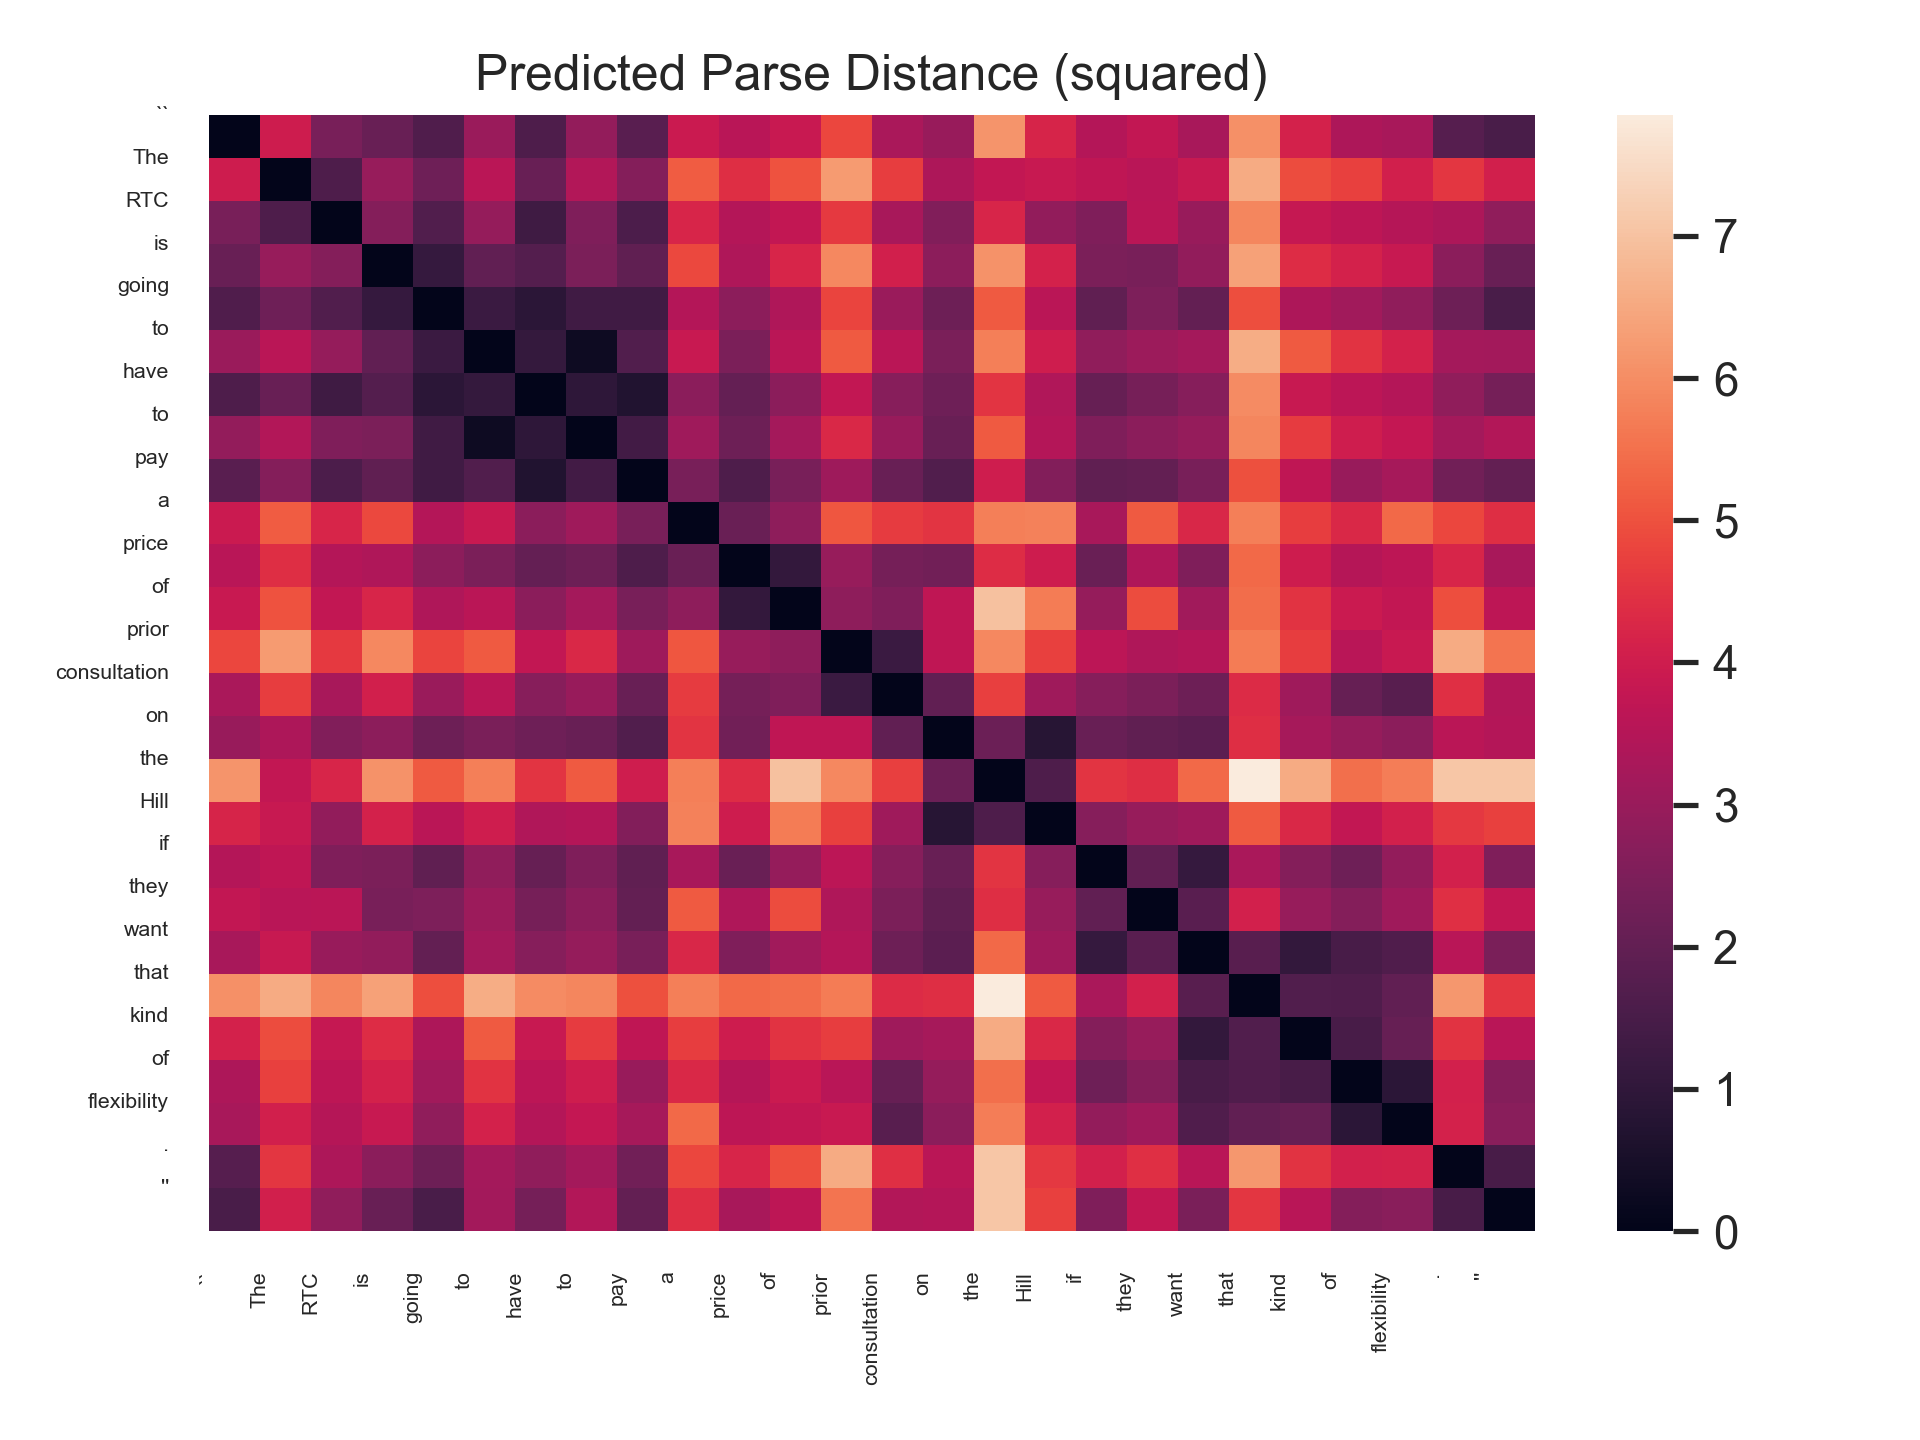 Predicted Parse Distance (squared)
``
The
RTC
is
going
to
have
to
pay
a
price
of
prior
consultation
on
the
Hill
if
they
want
that
kind
of
flexibility
.
''
7
6
5
4
3
2
1
0
``
The
RTC
is
going
to
have
to
pay
a
price
of
prior
consultation
on
the
Hill
if
they
want
that
kind
of
flexibility
.
''